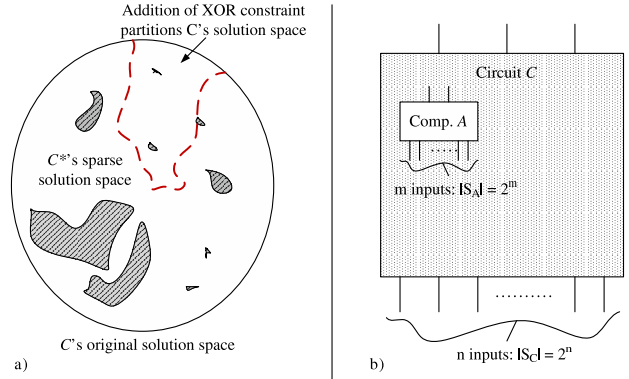 Addition of XOR constraint
partitions C's solution space
C*'s sparse
solution space
C's original solution space
a)
Circuit C
Comp. A
m inputs: |S_A| = 2^m
n inputs: |S_C| = 2^n
b)